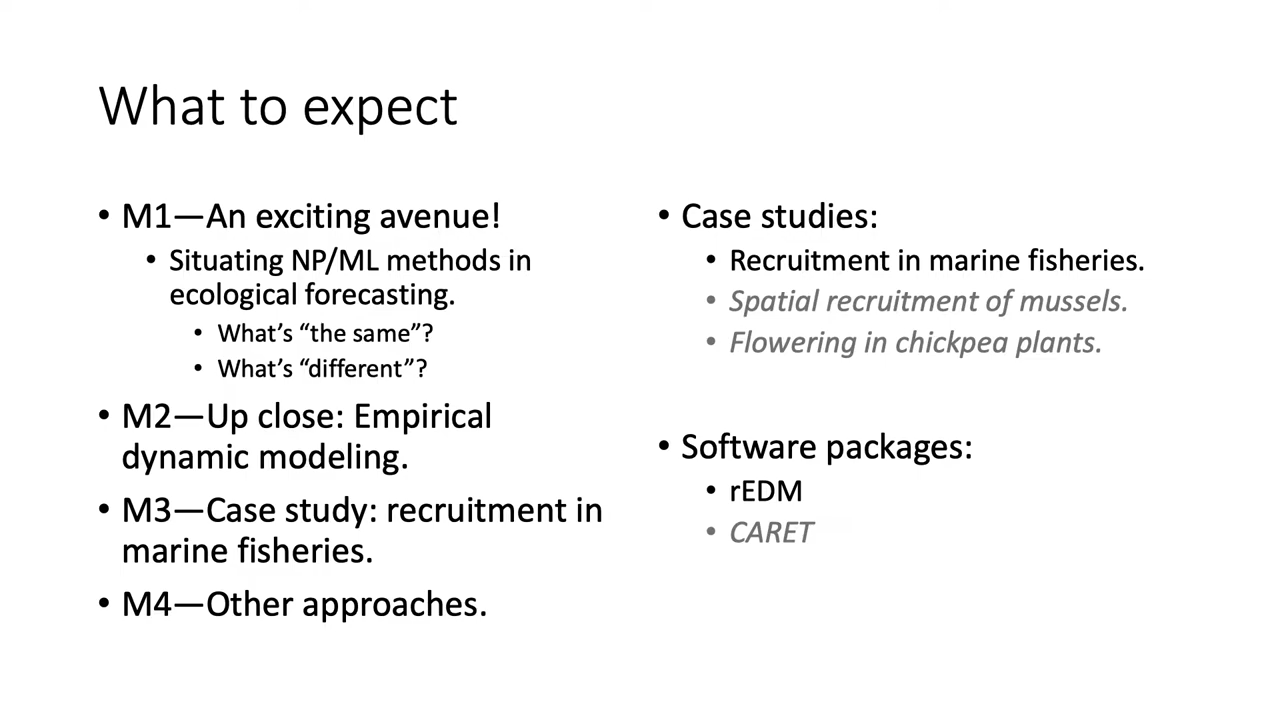 What to expect
• M1—An exciting avenue!
• Situating NP/ML methods in
ecological forecasting.
• What’s “the same”?
• What’s “different”?
• M2—Up close: Empirical
dynamic modeling.
• M3—Case study: recruitment in
marine fisheries.
• M4—Other approaches.
• Case studies:
• Recruitment in marine fisheries.
• Spatial recruitment of mussels.
• Flowering in chickpea plants.
• Software packages:
• rEDM
• CARET